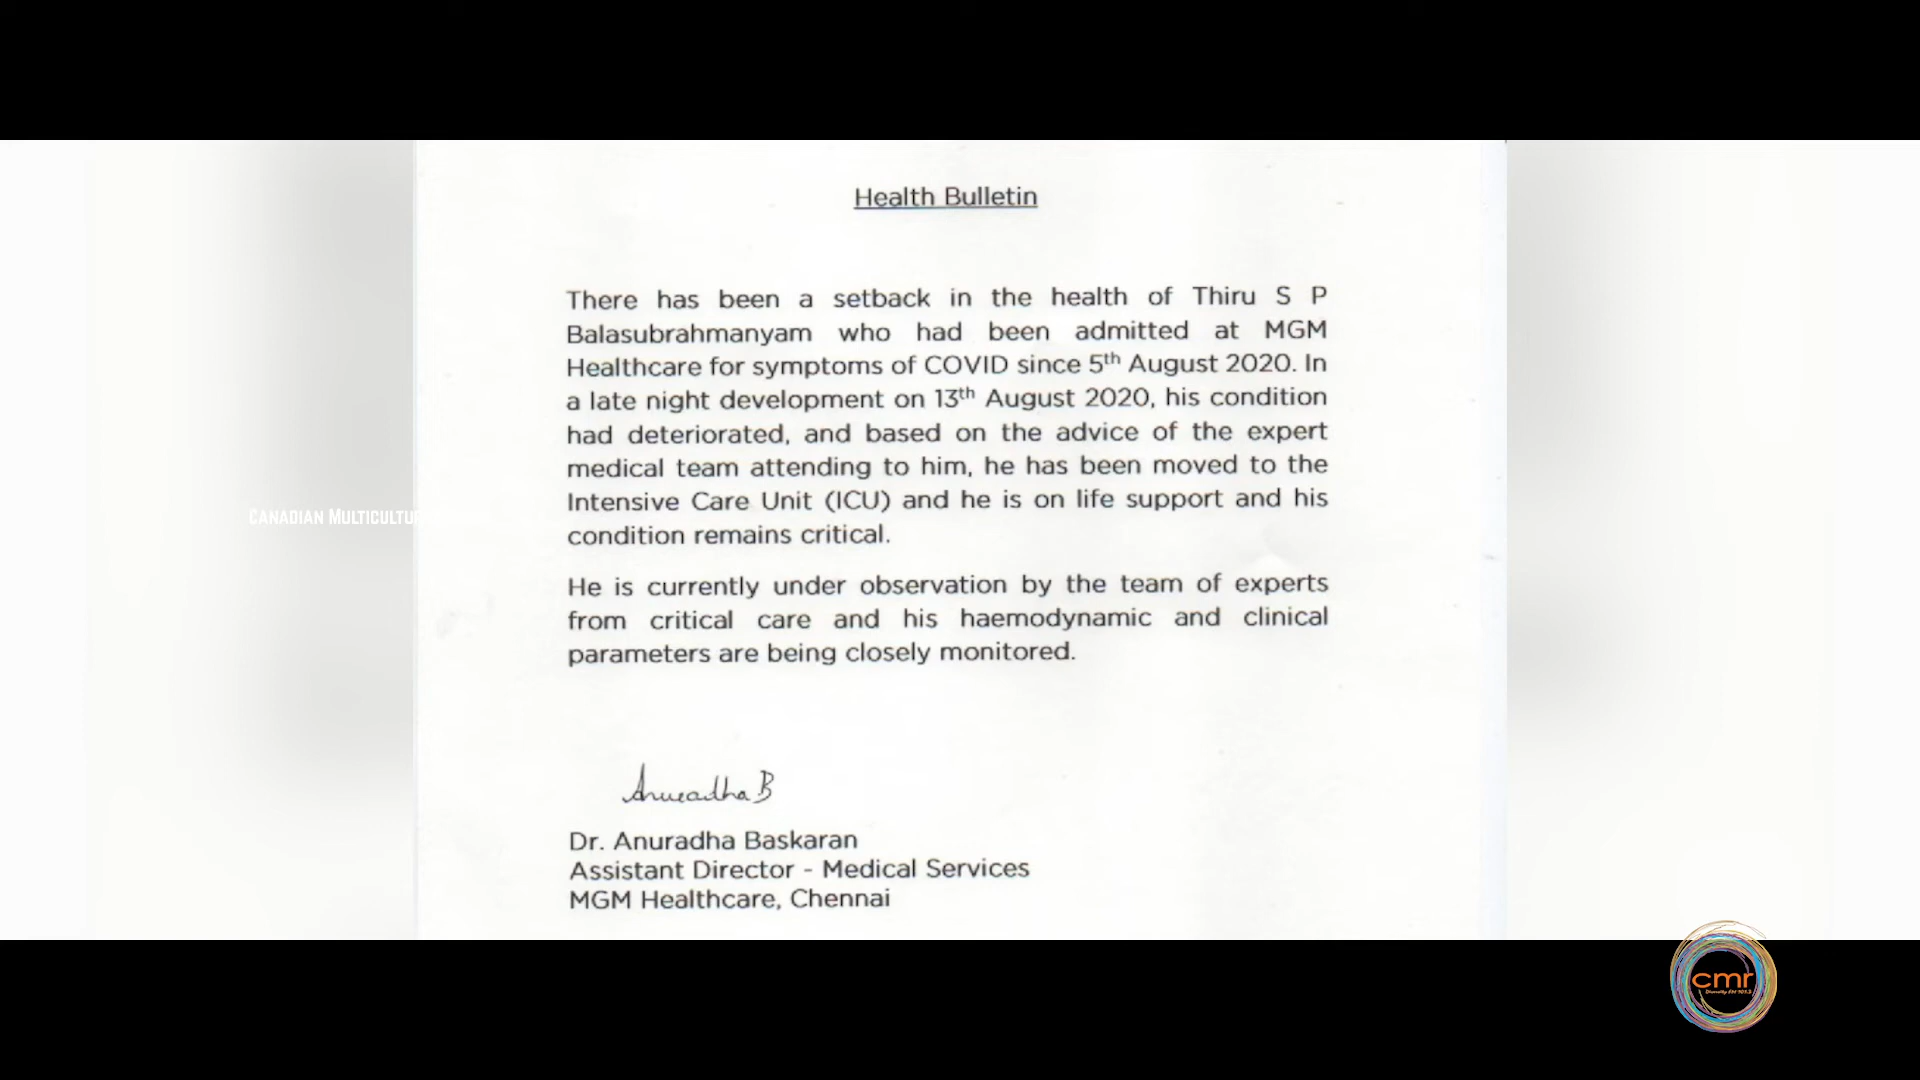 Health Bulletin
There has been a setback in the health of Thiru S P
Balasubrahmanyam who had been admitted at MGM
Healthcare for symptoms of COVID since 5th August 2020. In
a late night development on 13th August 2020, his condition
had deteriorated, and based on the advice of the expert
medical team attending to him, he has been moved to the
Intensive Care Unit (ICU) and he is on life support and his
condition remains critical.
CANADIAN MULTICULTU
He is currently under observation by the team of experts
from critical care and his haemodynamic and clinical
parameters are being closely monitored.
Anuradha B
Dr. Anuradha Baskaran
Assistant Director - Medical Services
MGM Healthcare, Chennai
cmr